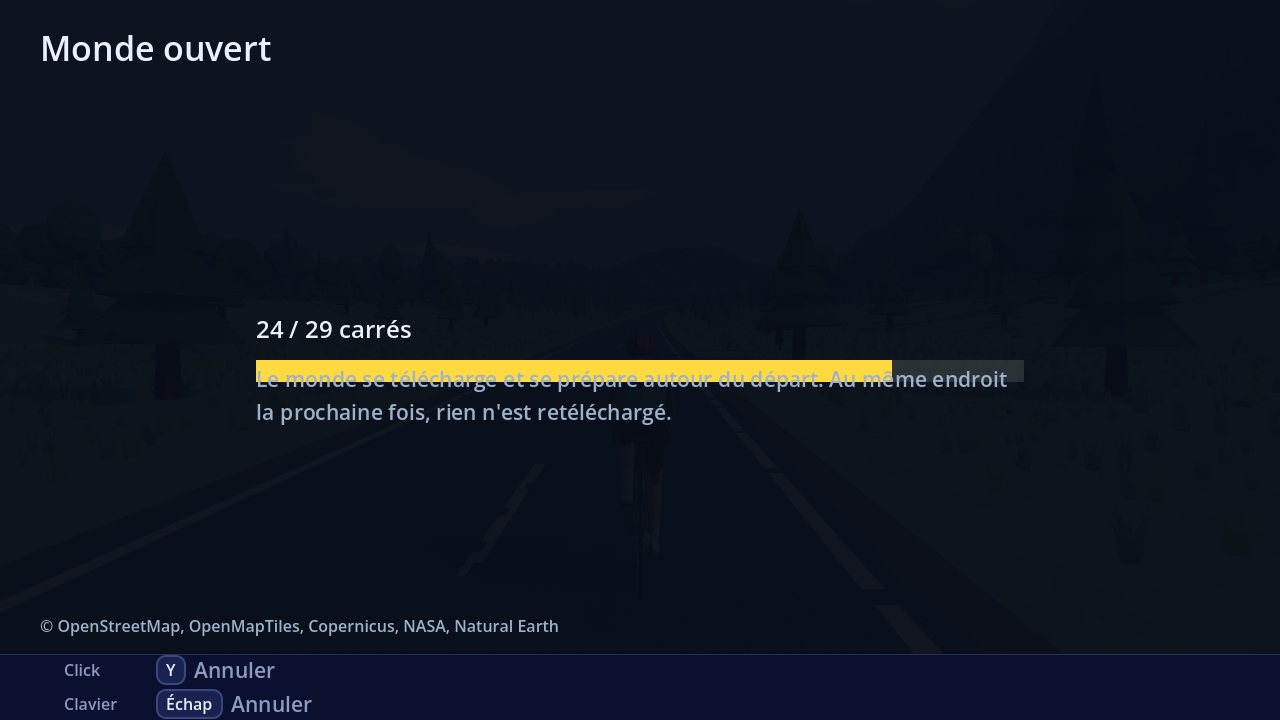 Monde ouvert
24 / 29 carrés
Le monde se télécharge et se prépare autour du départ. Au même endroit
la prochaine fois, rien n'est retéléchargé.
© OpenStreetMap, OpenMapTiles, Copernicus, NASA, Natural Earth
Click Y Annuler
Clavier Échap Annuler